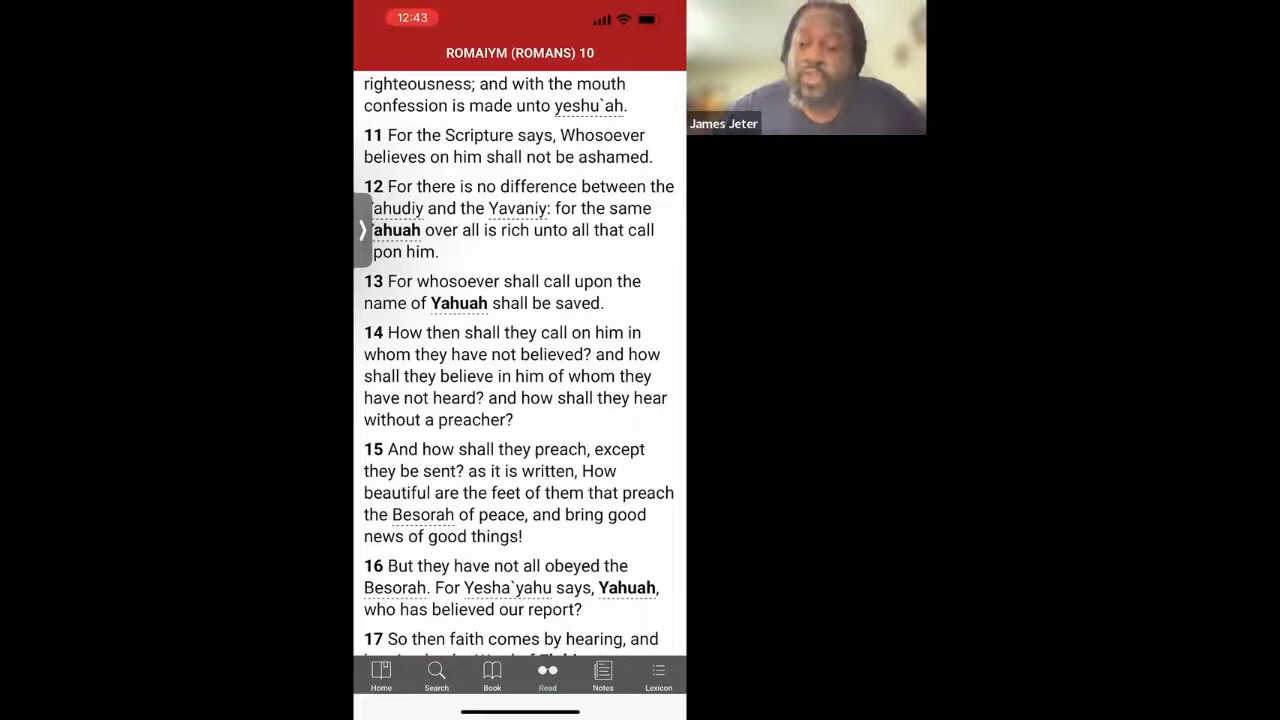 12:43
ROMAIYM (ROMANS) 10
righteousness; and with the mouth
confession is made unto yeshu`ah.
11 For the Scripture says, Whosoever
believes on him shall not be ashamed.
12 For there is no difference between the
ahudiy and the Yavaniy: for the same
ahuah over all is rich unto all that call
pon him.
13 For whosoever shall call upon the
name of Yahuah shall be saved.
14 How then shall they call on him in
whom they have not believed? and how
shall they believe in him of whom they
have not heard? and how shall they hear
without a preacher?
15 And how shall they preach, except
they be sent? as it is written, How
beautiful are the feet of them that preach
the Besorah of peace, and bring good
news of good things!
16 But they have not all obeyed the
Besorah. For Yesha`yahu says, Yahuah,
who has believed our report?
17 So then faith comes by hearing, and
Home Search Book Read Notes Lexicon
James Jeter